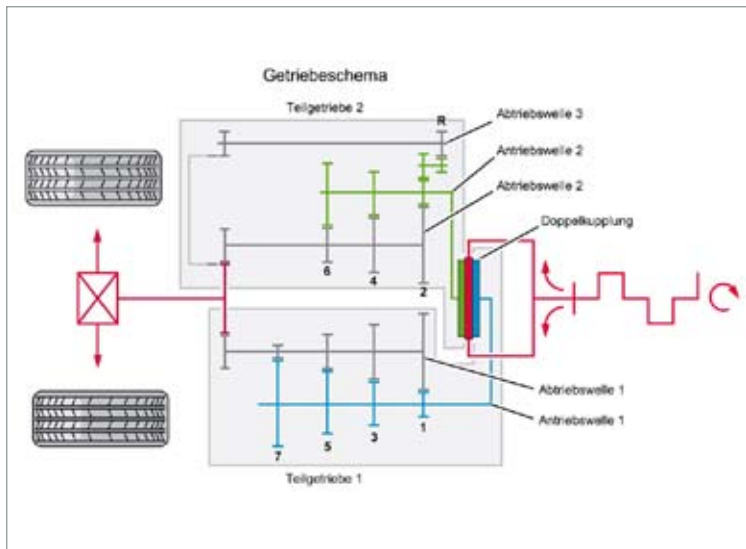 Getriebeschema
Teilgetriebe 2
R
Abtriebswelle 3
Antriebswelle 2
Abtriebswelle 2
Doppelkupplung
6
4
2
Abtriebswelle 1
Antriebswelle 1
7
5
3
1
Teilgetriebe 1